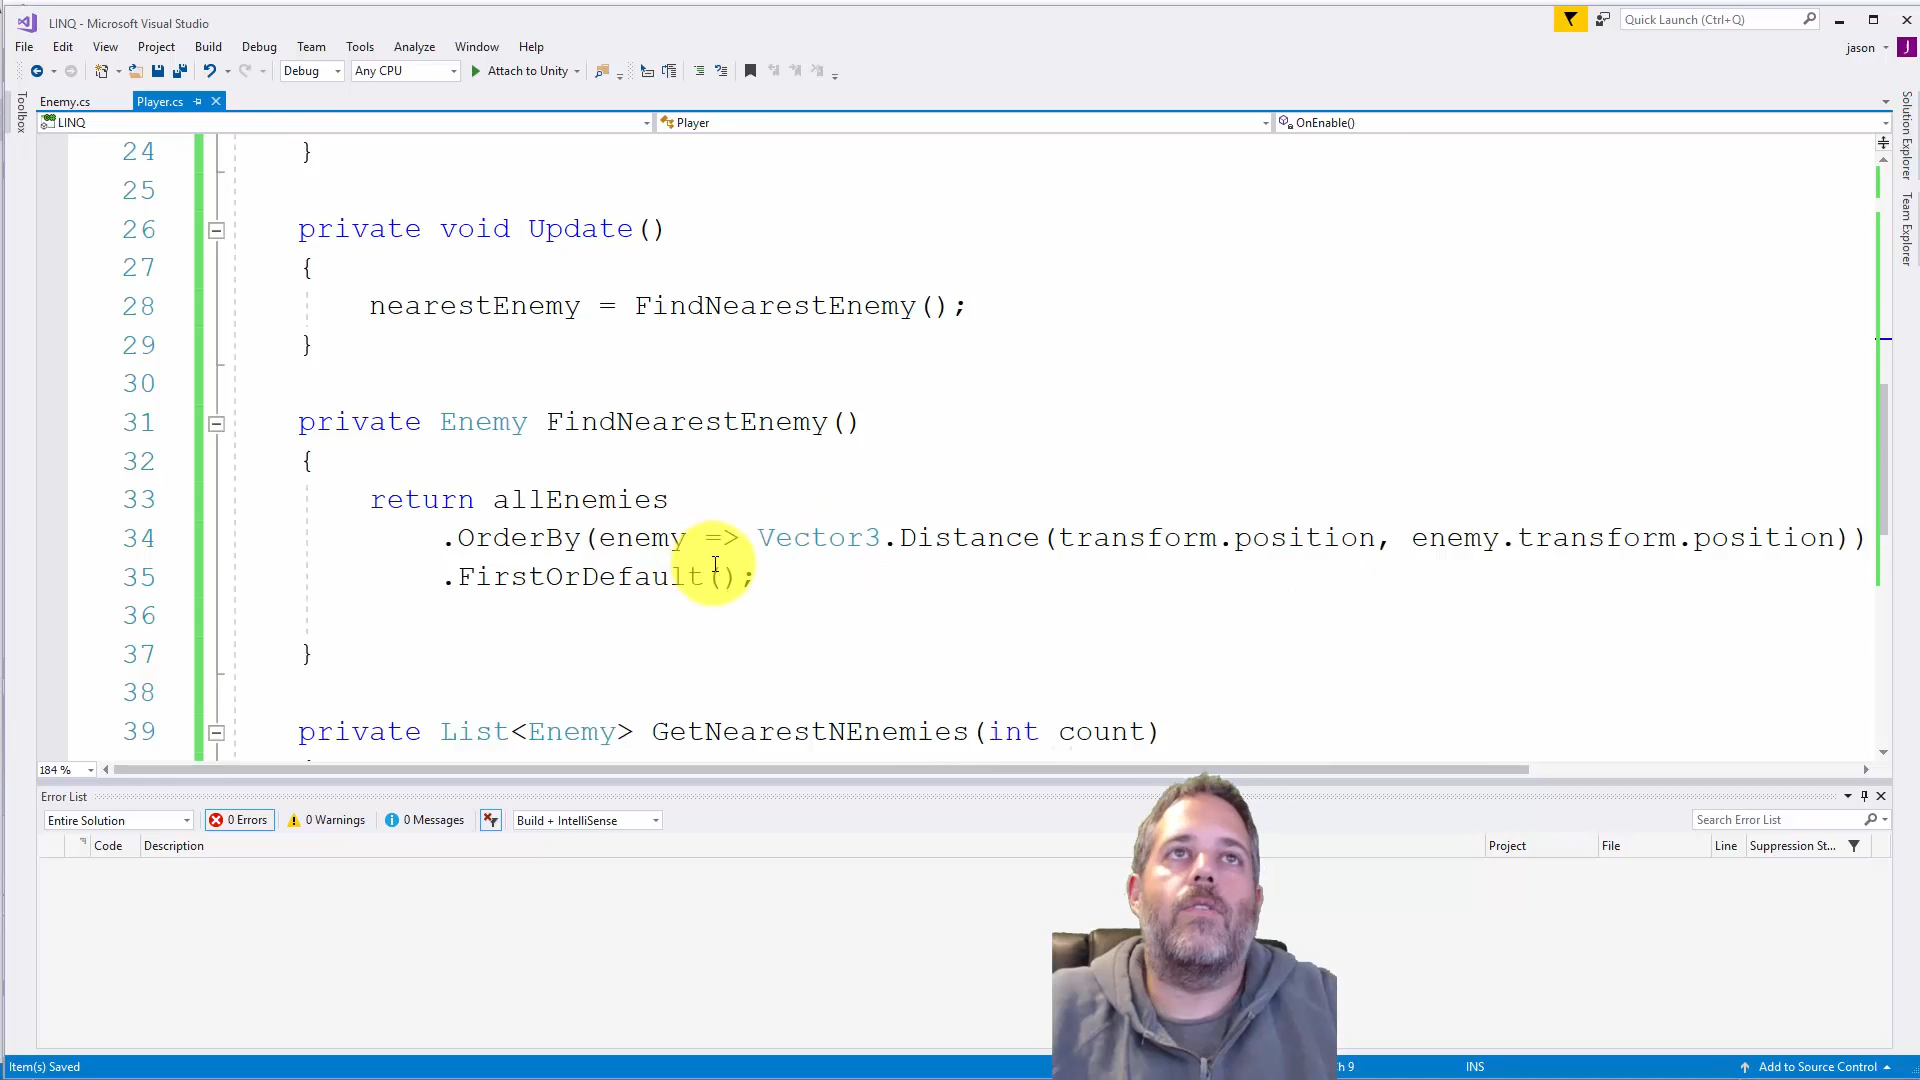 LINQ - Microsoft Visual Studio
Quick Launch (Ctrl+Q)
File Edit View Project Build Debug Team Tools Analyze Window Help
jason J
Debug Any CPU Attach to Unity
Toolbox
Enemy.cs Player.cs
LINQ Player OnEnable()
Solution Explorer
Team Explorer
24 }
25
26 private void Update()
27 {
28 nearestEnemy = FindNearestEnemy();
29 }
30
31 private Enemy FindNearestEnemy()
32 {
33 return allEnemies
34 .OrderBy(enemy => Vector3.Distance(transform.position, enemy.transform.position))
35 .FirstOrDefault();
36
37 }
38
39 private List<Enemy> GetNearestNEnemies(int count)
184 %
Error List
Entire Solution 0 Errors 0 Warnings 0 Messages Build + IntelliSense Search Error List
Code Description Project File Line Suppression St...
Item(s) Saved h 9 INS Add to Source Control